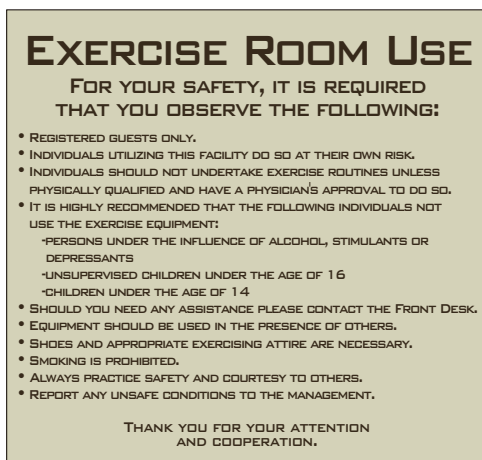 EXERCISE ROOM USE
FOR YOUR SAFETY, IT IS REQUIRED
THAT YOU OBSERVE THE FOLLOWING:
• REGISTERED GUESTS ONLY.
• INDIVIDUALS UTILIZING THIS FACILITY DO SO AT THEIR OWN RISK.
• INDIVIDUALS SHOULD NOT UNDERTAKE EXERCISE ROUTINES UNLESS
PHYSICALLY QUALIFIED AND HAVE A PHYSICIAN'S APPROVAL TO DO SO.
• IT IS HIGHLY RECOMMENDED THAT THE FOLLOWING INDIVIDUALS NOT
USE THE EXERCISE EQUIPMENT:
-PERSONS UNDER THE INFLUENCE OF ALCOHOL, STIMULANTS OR
DEPRESSANTS
-UNSUPERVISED CHILDREN UNDER THE AGE OF 16
-CHILDREN UNDER THE AGE OF 14
• SHOULD YOU NEED ANY ASSISTANCE PLEASE CONTACT THE FRONT DESK.
• EQUIPMENT SHOULD BE USED IN THE PRESENCE OF OTHERS.
• SHOES AND APPROPRIATE EXERCISING ATTIRE ARE NECESSARY.
• SMOKING IS PROHIBITED.
• ALWAYS PRACTICE SAFETY AND COURTESY TO OTHERS.
• REPORT ANY UNSAFE CONDITIONS TO THE MANAGEMENT.
THANK YOU FOR YOUR ATTENTION
AND COOPERATION.